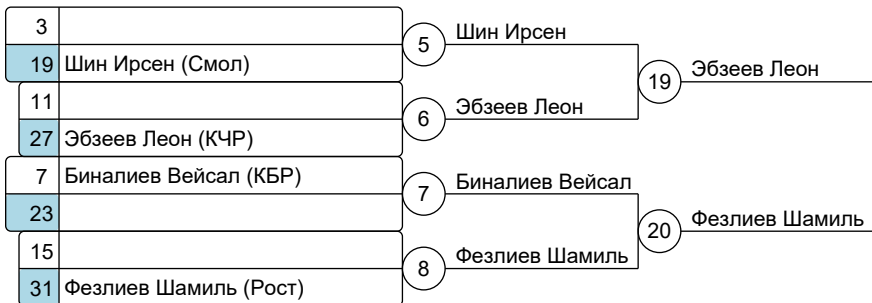 3
19 Шин Ирсен (Смол)
5 Шин Ирсен
11
27 Эбзеев Леон (КЧР)
6 Эбзеев Леон
19 Эбзеев Леон
7 Биналиев Вейсал (КБР)
23
7 Биналиев Вейсал
15
31 Фезлиев Шамиль (Рост)
8 Фезлиев Шамиль
20 Фезлиев Шамиль